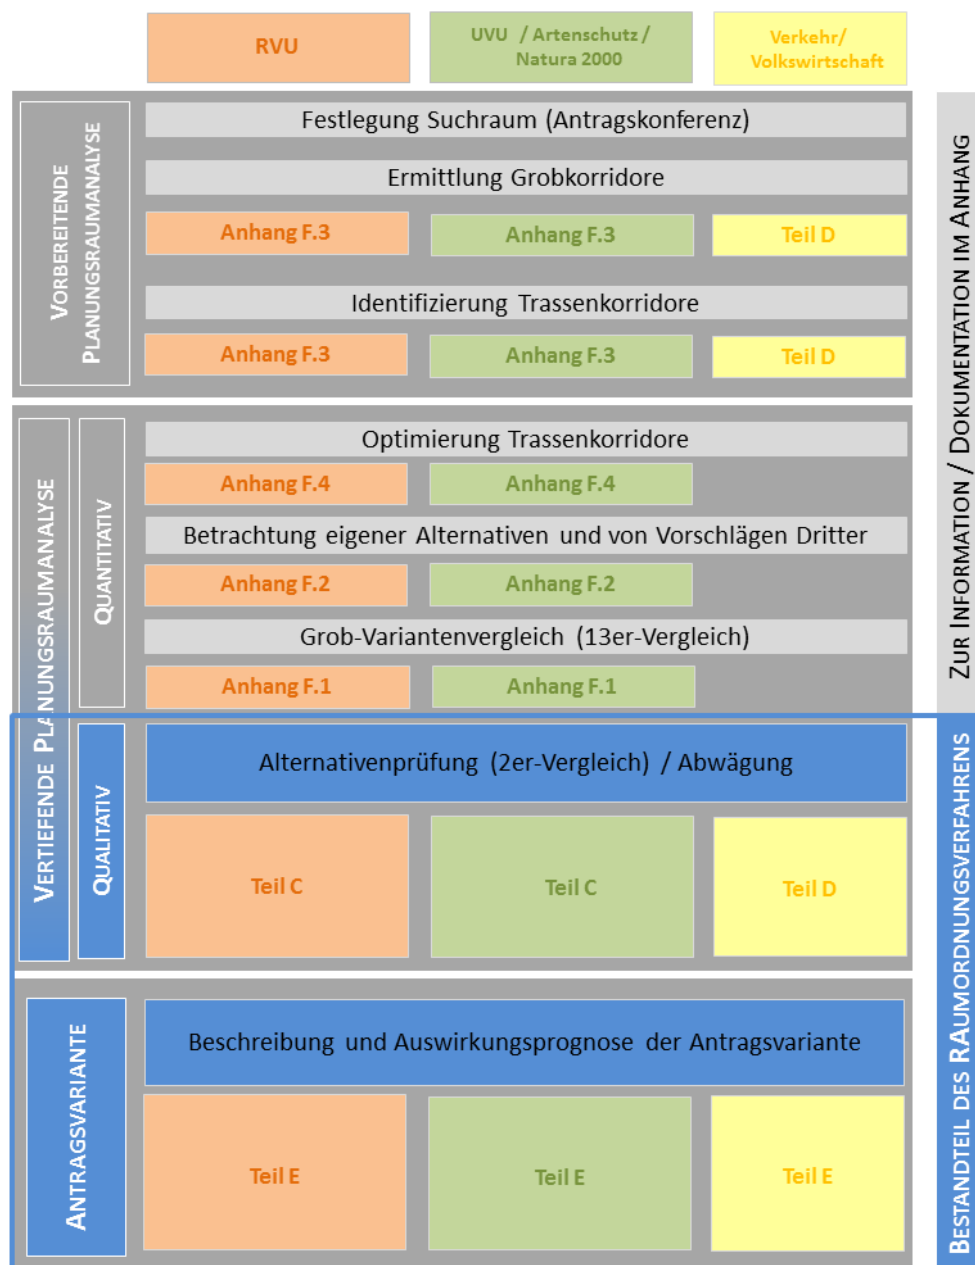 RVU
UVU / Artenschutz /
Natura 2000
Verkehr/
Volkswirtschaft
VORBEREITENDE
PLANUNGSRAUMANALYSE
Festlegung Suchraum (Antragskonferenz)
Ermittlung Grobkorridore
Anhang F.3
Anhang F.3
Teil D
Identifizierung Trassenkorridore
Anhang F.3
Anhang F.3
Teil D
VERTIEFENDE PLANUNGSRAUMANALYSE
QUANTITATIV
Optimierung Trassenkorridore
Anhang F.4
Anhang F.4
Betrachtung eigener Alternativen und von Vorschlägen Dritter
Anhang F.2
Anhang F.2
Grob-Variantenvergleich (13er-Vergleich)
Anhang F.1
Anhang F.1
ZUR INFORMATION / DOKUMENTATION IM ANHANG
QUALITATIV
Alternativenprüfung (2er-Vergleich) / Abwägung
Teil C
Teil C
Teil D
ANTRAGSVARIANTE
Beschreibung und Auswirkungsprognose der Antragsvariante
Teil E
Teil E
Teil E
BESTANDTEIL DES RAUMORDNUNGSVERFAHRENS